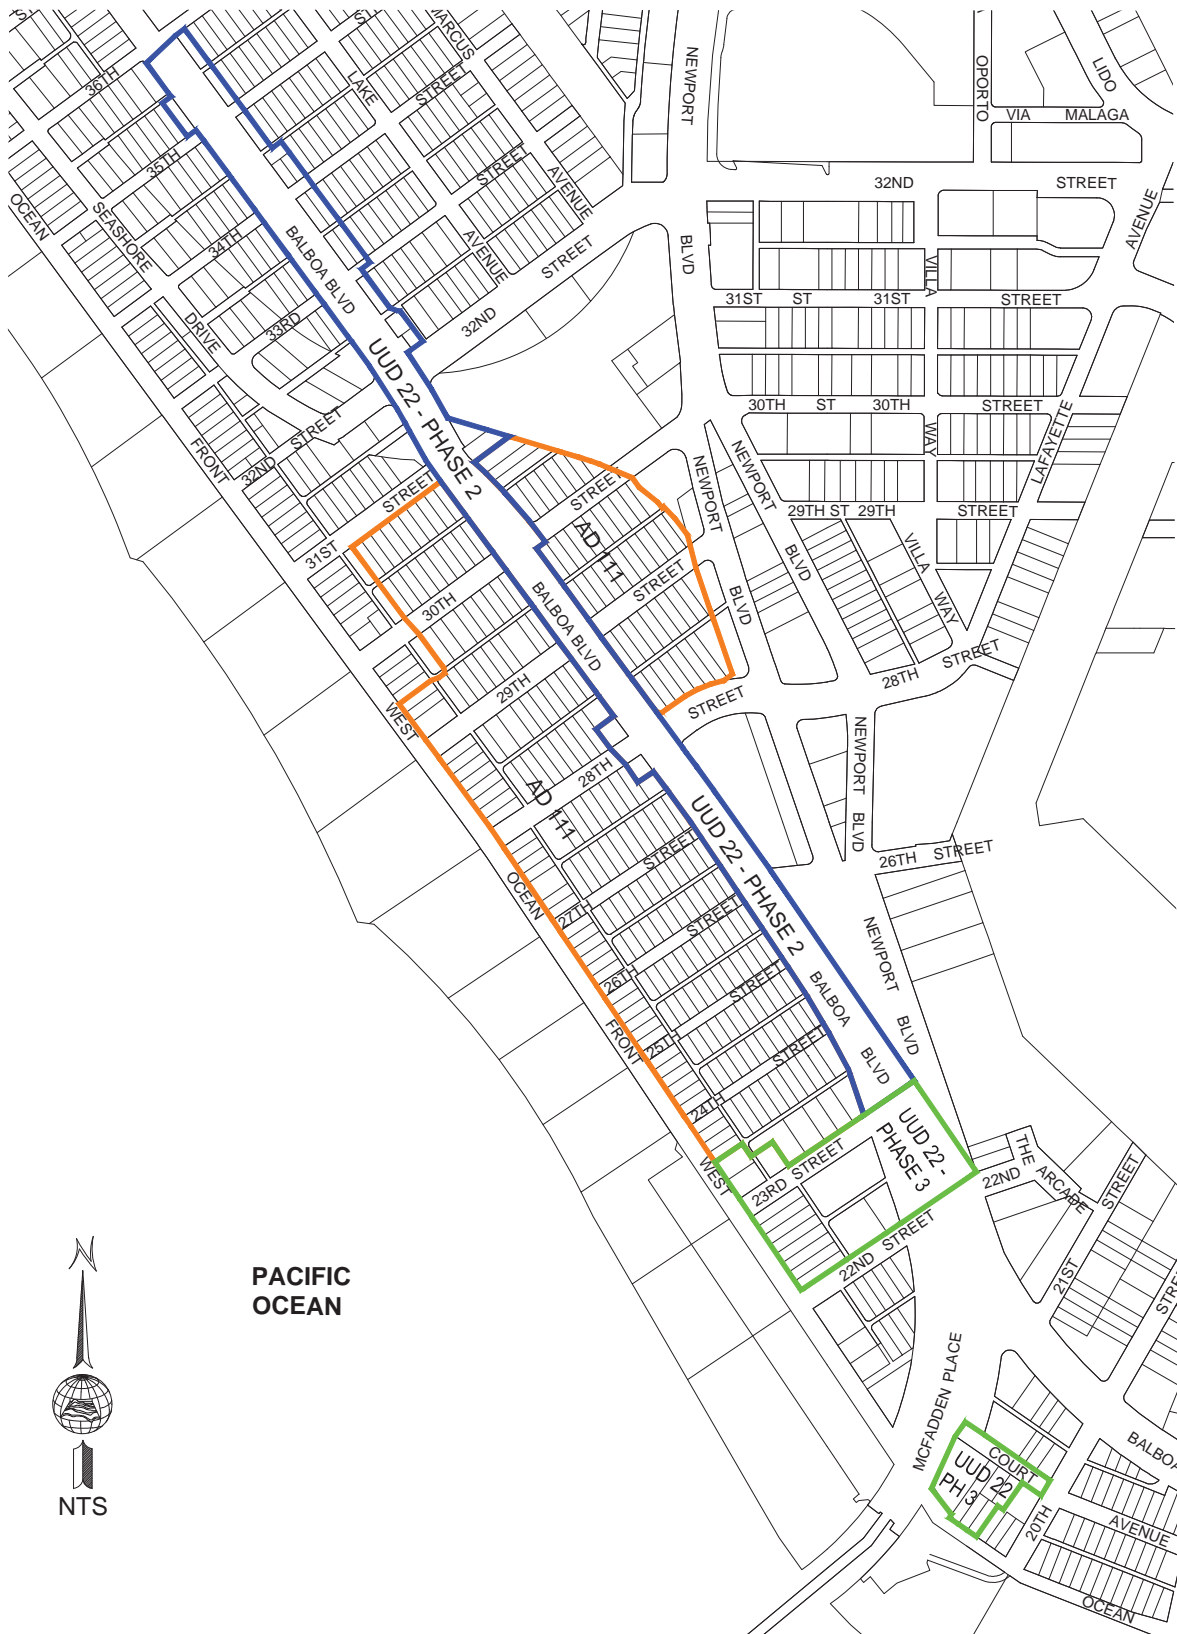 36TH
STREET
MARCUS
LAKE
NEWPORT
OPORTO
LIDO
VIA MALAGA
35TH
STREET
AVENUE
32ND STREET
AVENUE
OCEAN
SEASHORE
34TH
BALBOA BLVD
AVENUE
STREET
BLVD
VILLA
31ST ST 31ST STREET
DRIVE
33RD
32ND
UUD 22 - PHASE 2
30TH ST 30TH STREET
WAY
LAFAYETTE
FRONT
32ND STREET
NEWPORT
NEWPORT
31ST STREET
STREET
AD 111
29TH ST 29TH STREET
BLVD
VILLA
WAY
30TH
BALBOA BLVD
STREET
BLVD
29TH
STREET
28TH STREET
WEST
NEWPORT BLVD
28TH
AD 111
UUD 22 - PHASE 2
STREET
26TH STREET
OCEAN
27TH
STREET
NEWPORT
26TH
STREET
BALBOA
BLVD
FRONT
25TH
STREET
BLVD
24TH
UUD 22 -
PHASE 3
WEST
23RD STREET
22ND
THE ARCADE
STREET
22ND STREET
21ST
PACIFIC
OCEAN
N
MCFADDEN PLACE
COURT
UUD 22
PH 3
BALBOA
20TH
AVENUE
OCEAN
NTS